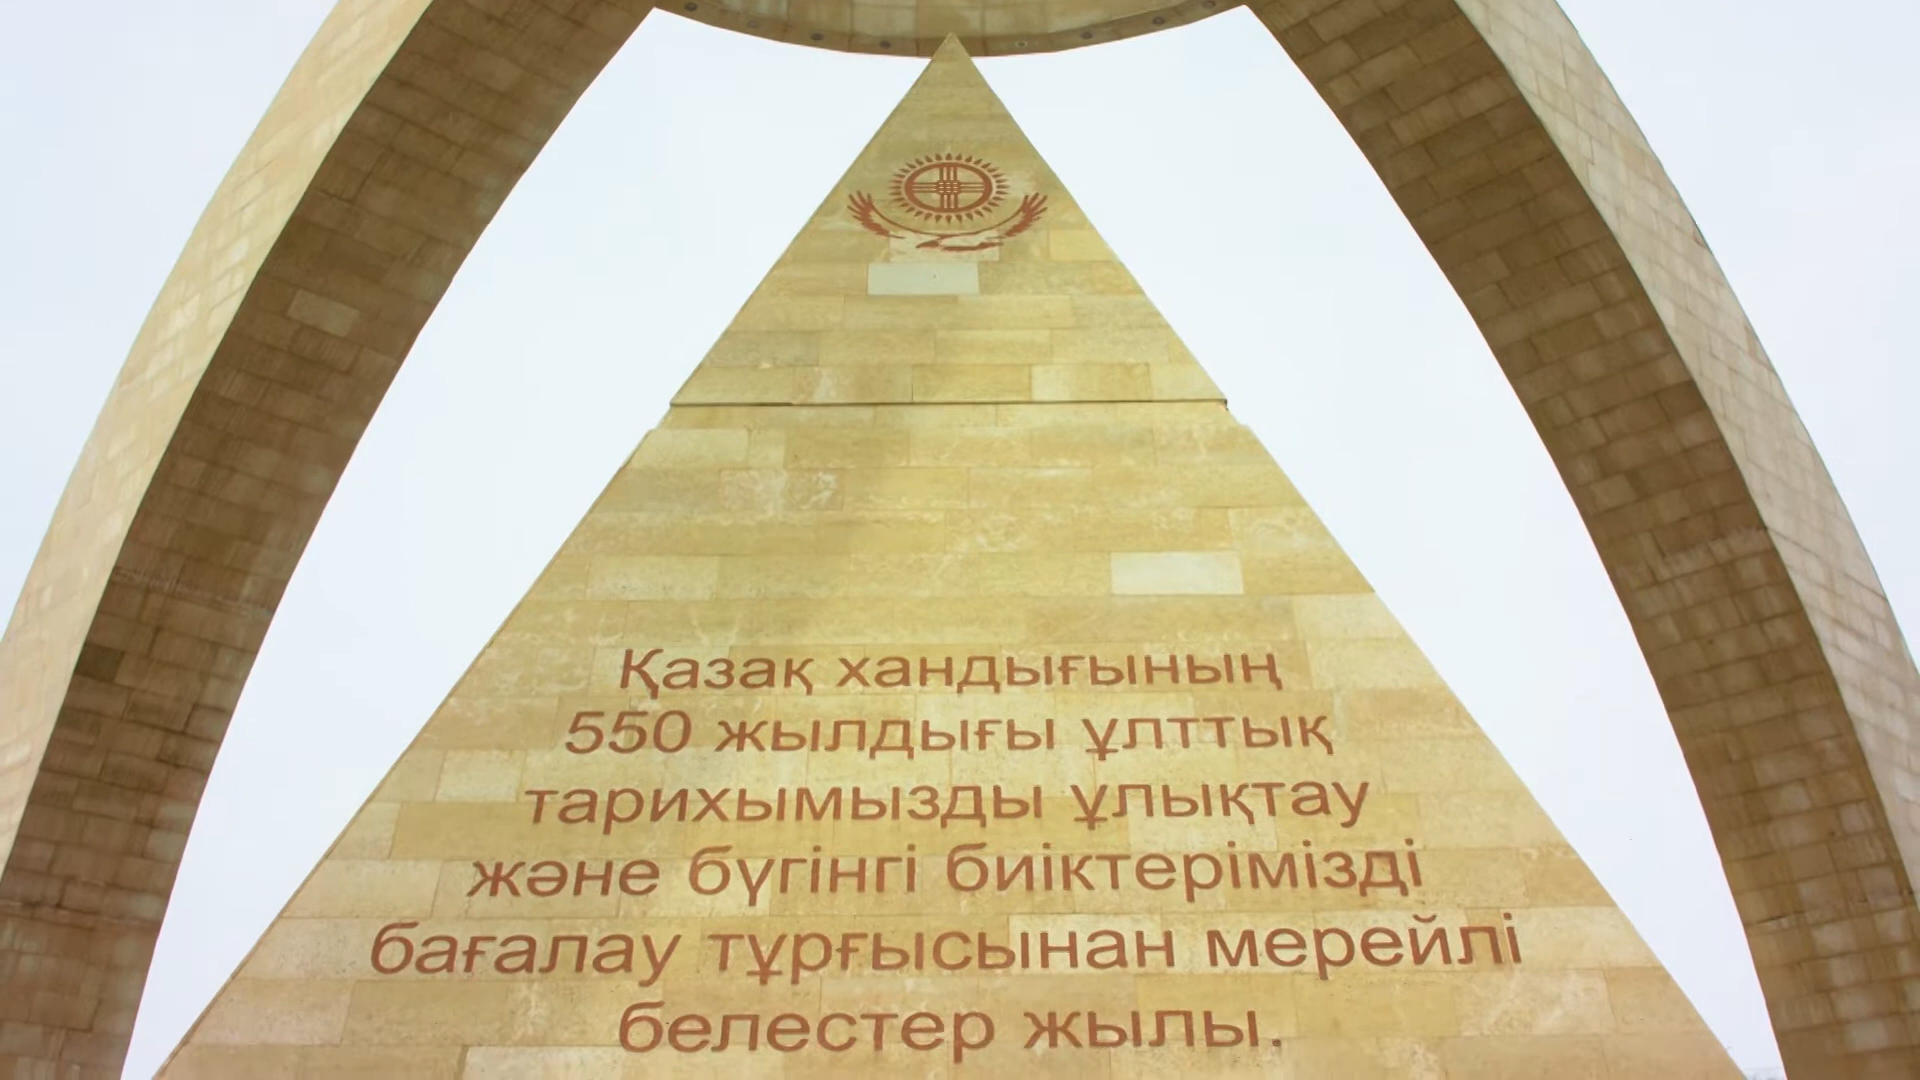 Қазақ хандығының
550 жылдығы ұлттық
тарихымызды ұлықтау
және бүгінгі биіктерімізді
бағалау тұрғысынан мерейлі
белестер жылы.